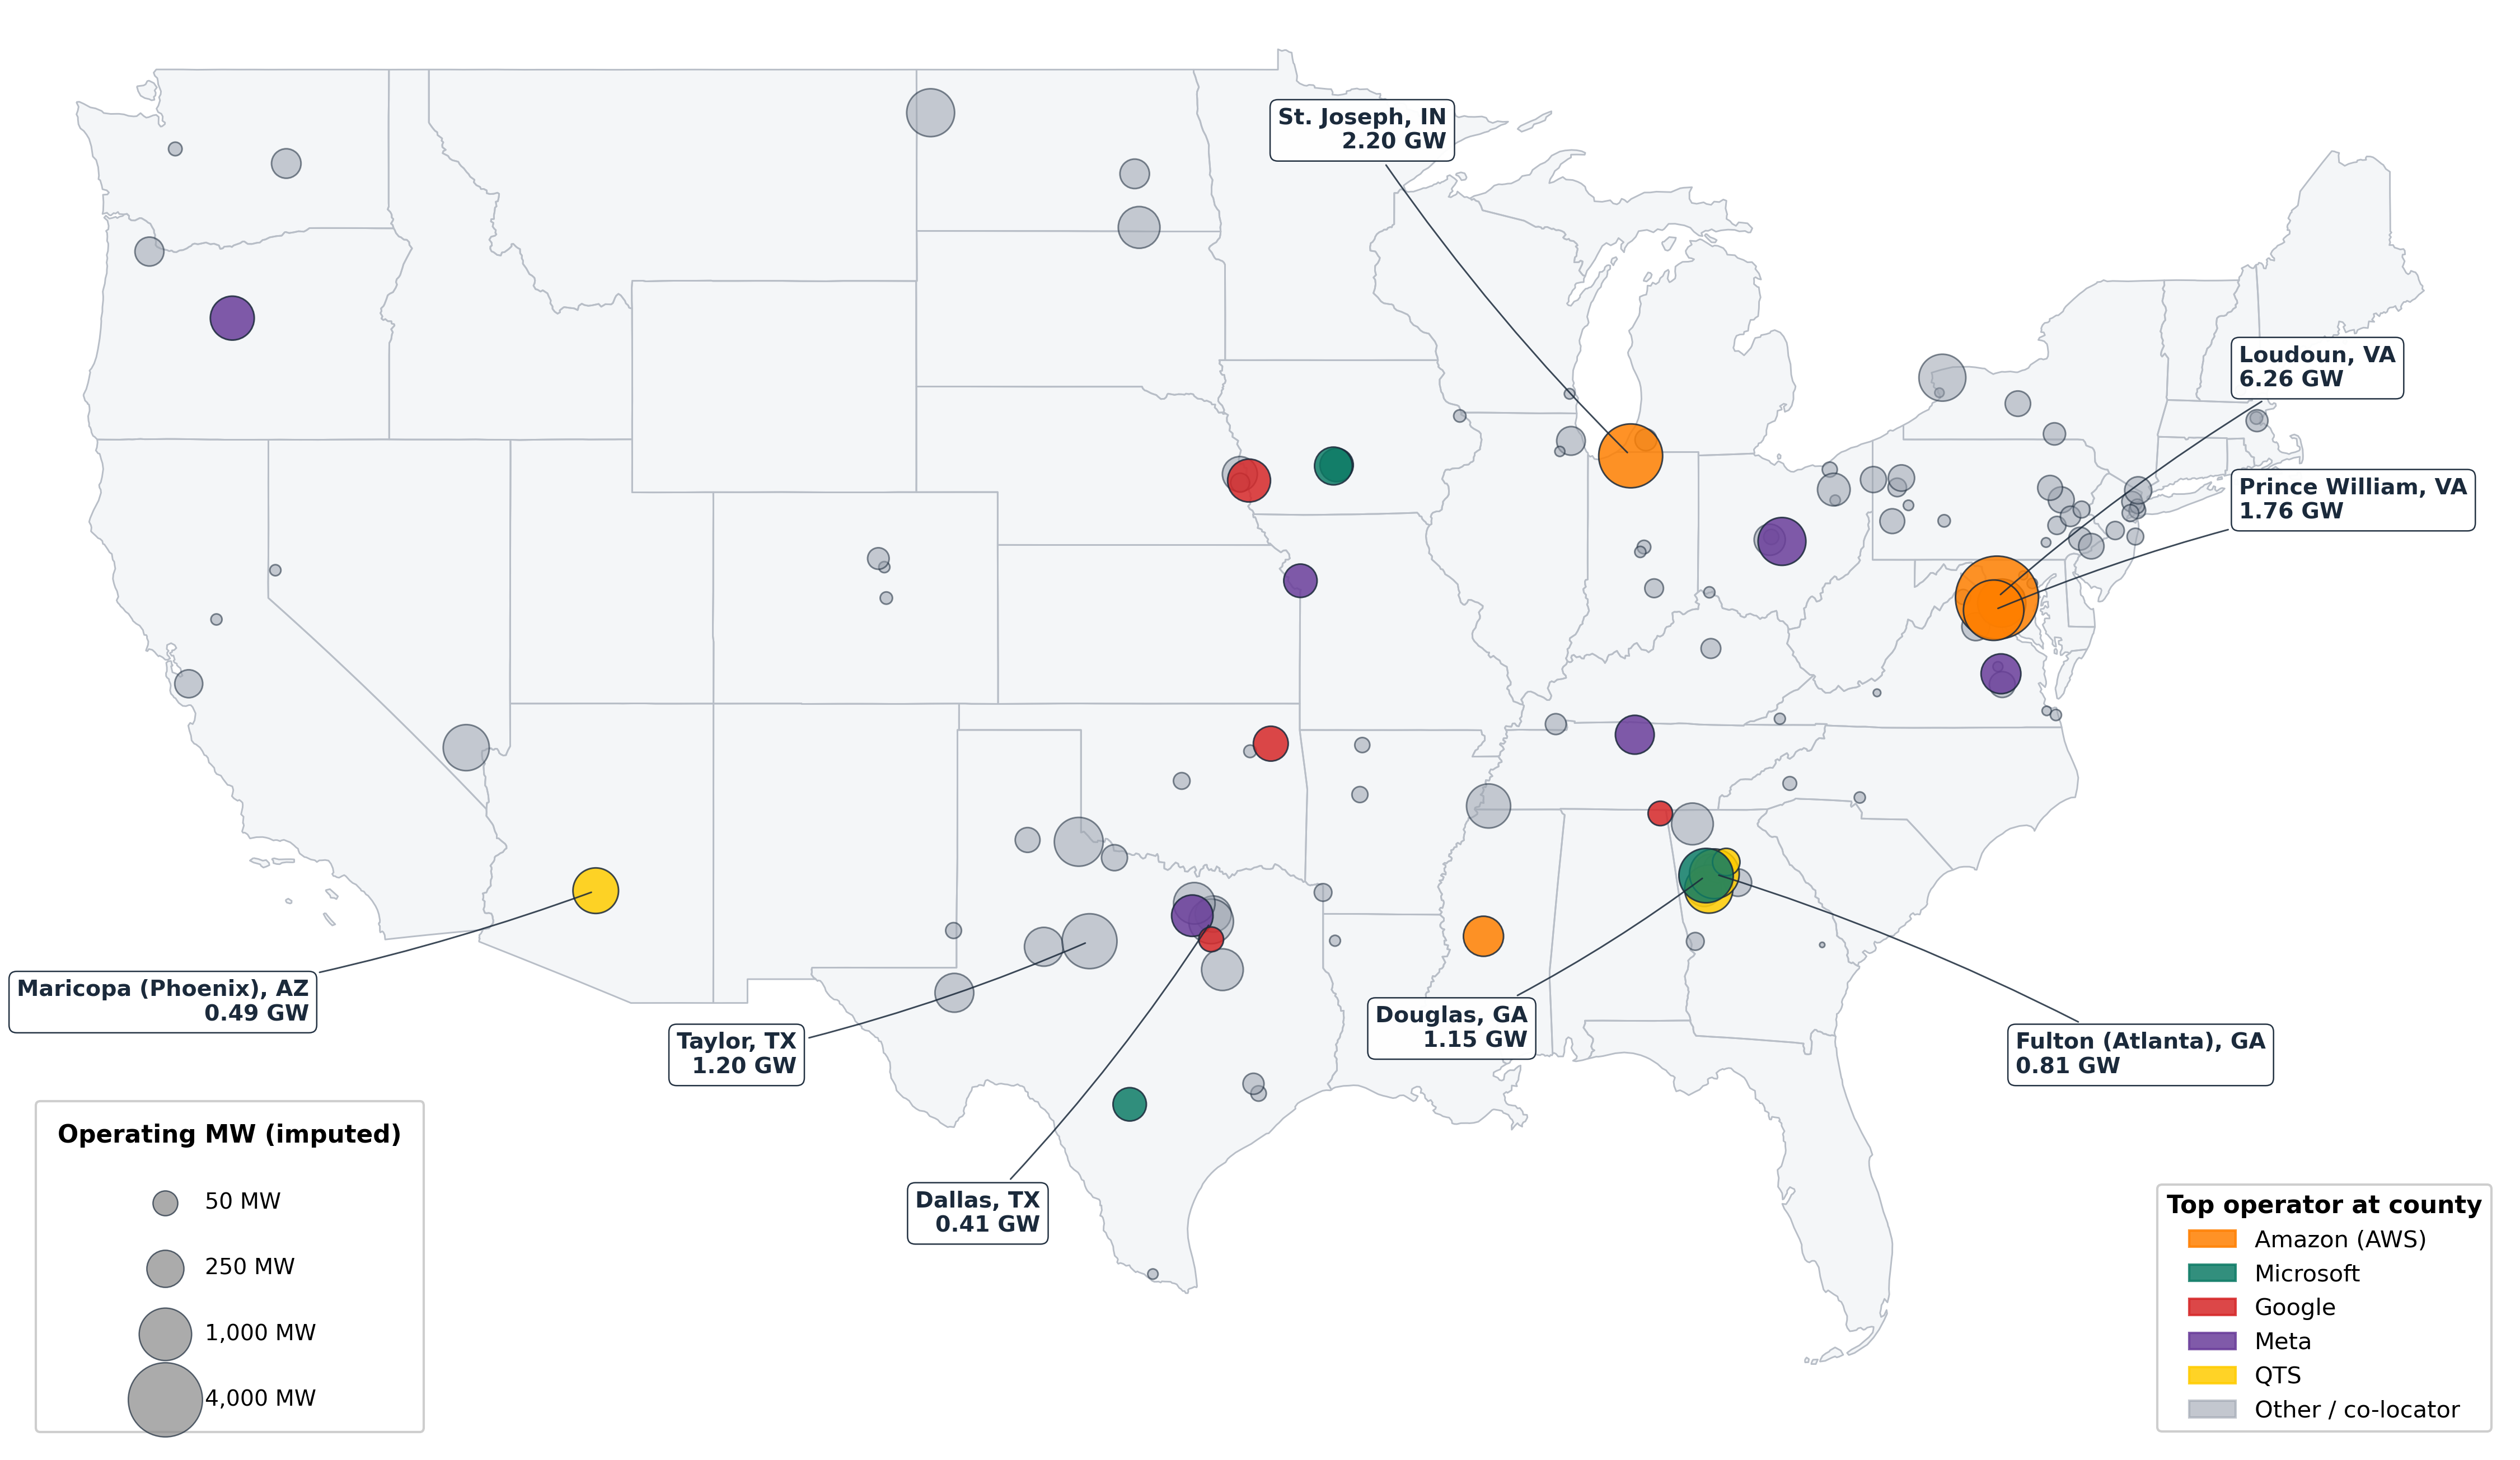 St. Joseph, IN
2.20 GW
Loudoun, VA
6.26 GW
Prince William, VA
1.76 GW
Maricopa (Phoenix), AZ
0.49 GW
Taylor, TX
1.20 GW
Douglas, GA
1.15 GW
Fulton (Atlanta), GA
0.81 GW
Dallas, TX
0.41 GW
Operating MW (imputed)
50 MW
250 MW
1,000 MW
4,000 MW
Top operator at county
Amazon (AWS)
Microsoft
Google
Meta
QTS
Other / co-locator